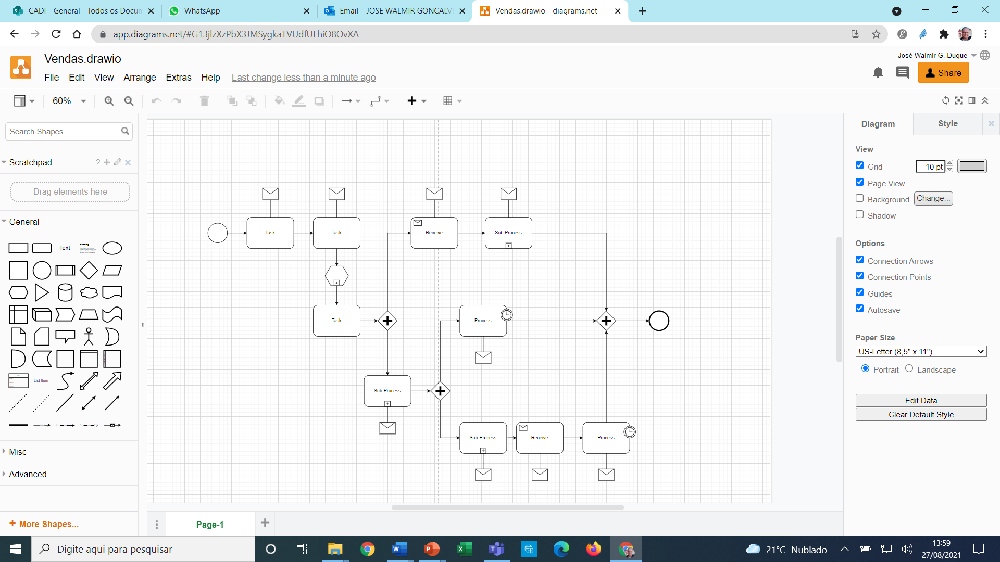 CADI - General - Todos os Docum
WhatsApp
Email – JOSE WALMIR GONCALV
Vendas.drawio - diagrams.net
app.diagrams.net/#G13jlzXzPbX3JMSygkaTVUdfULhiO8OvXA
Vendas.drawio
José Walmir G. Duque
File Edit View Arrange Extras Help Last change less than a minute ago
Share
60%
Search Shapes
Scratchpad
?
Drag elements here
General
Text
Heading
List Item
Misc
Advanced
More Shapes...
Task
Task
Receive
Sub-Process
Task
Process
Sub-Process
Sub-Process
Receive
Process
Page-1
Diagram
Style
View
Grid
10 pt
Page View
Background
Change...
Shadow
Options
Connection Arrows
Connection Points
Guides
Autosave
Paper Size
US-Letter (8,5" x 11")
Portrait
Landscape
Edit Data
Clear Default Style
Digite aqui para pesquisar
21°C Nublado
13:59
27/08/2021